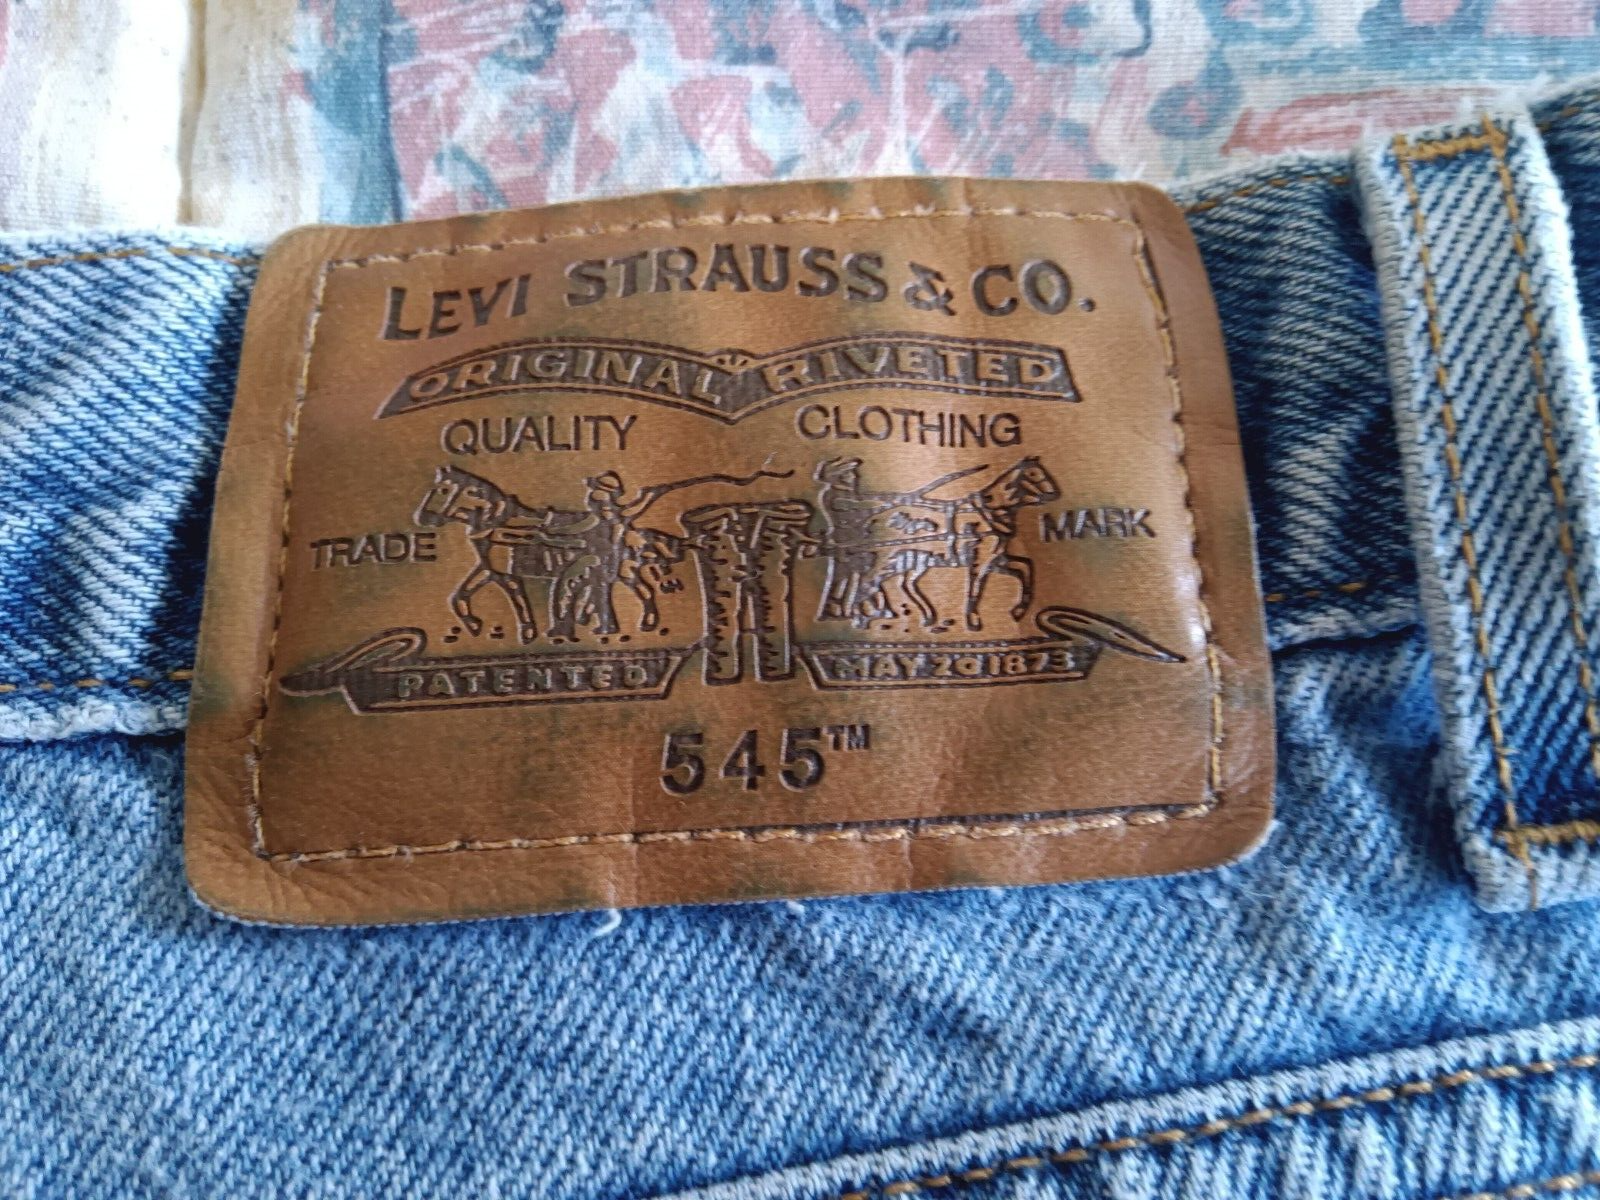 LEVI STRAUSS & CO.
ORIGINAL RIVETED
QUALITY CLOTHING
TRADE MARK
PATENTED MAY 20 1873
545™